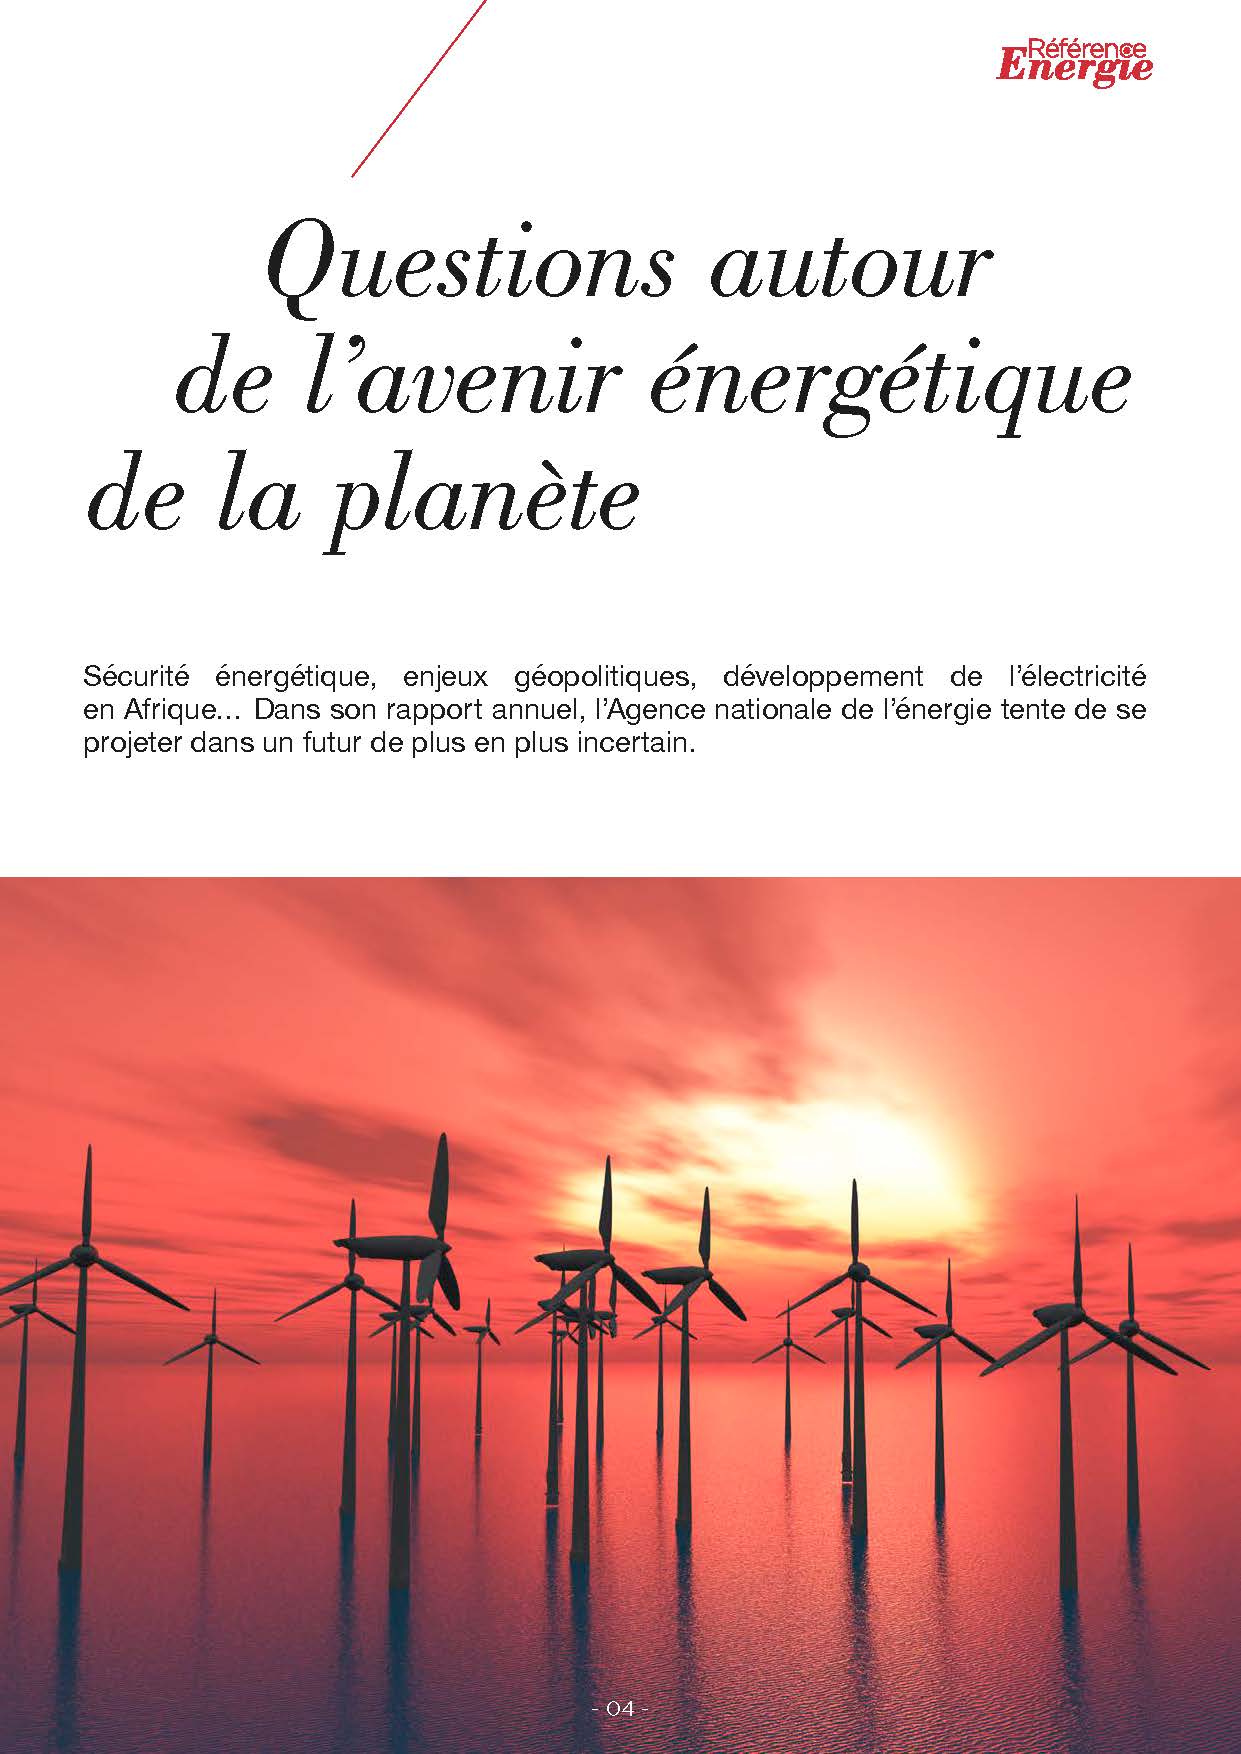 Référence
Energie
Questions autour
de l’avenir énergétique
de la planète
Sécurité énergétique, enjeux géopolitiques, développement de l’électricité
en Afrique… Dans son rapport annuel, l’Agence nationale de l’énergie tente de se
projeter dans un futur de plus en plus incertain.
- 04 -